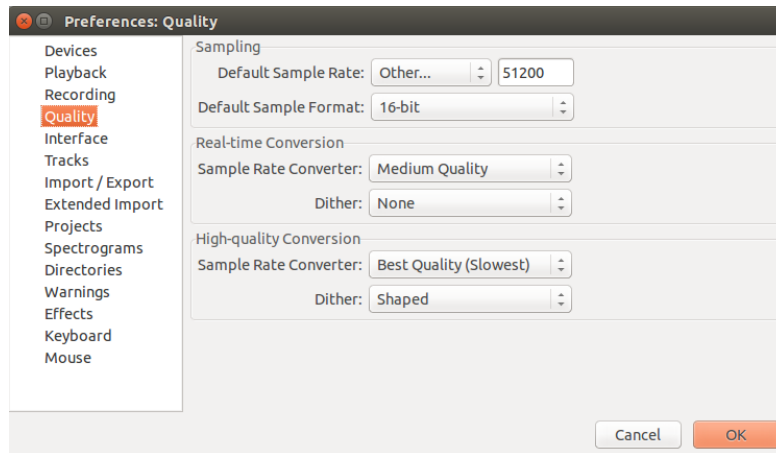 Preferences: Quality
Devices
Playback
Recording
Quality
Interface
Tracks
Import / Export
Extended Import
Projects
Spectrograms
Directories
Warnings
Effects
Keyboard
Mouse
Sampling
Default Sample Rate: Other... 51200
Default Sample Format: 16-bit
Real-time Conversion
Sample Rate Converter: Medium Quality
Dither: None
High-quality Conversion
Sample Rate Converter: Best Quality (Slowest)
Dither: Shaped
Cancel OK